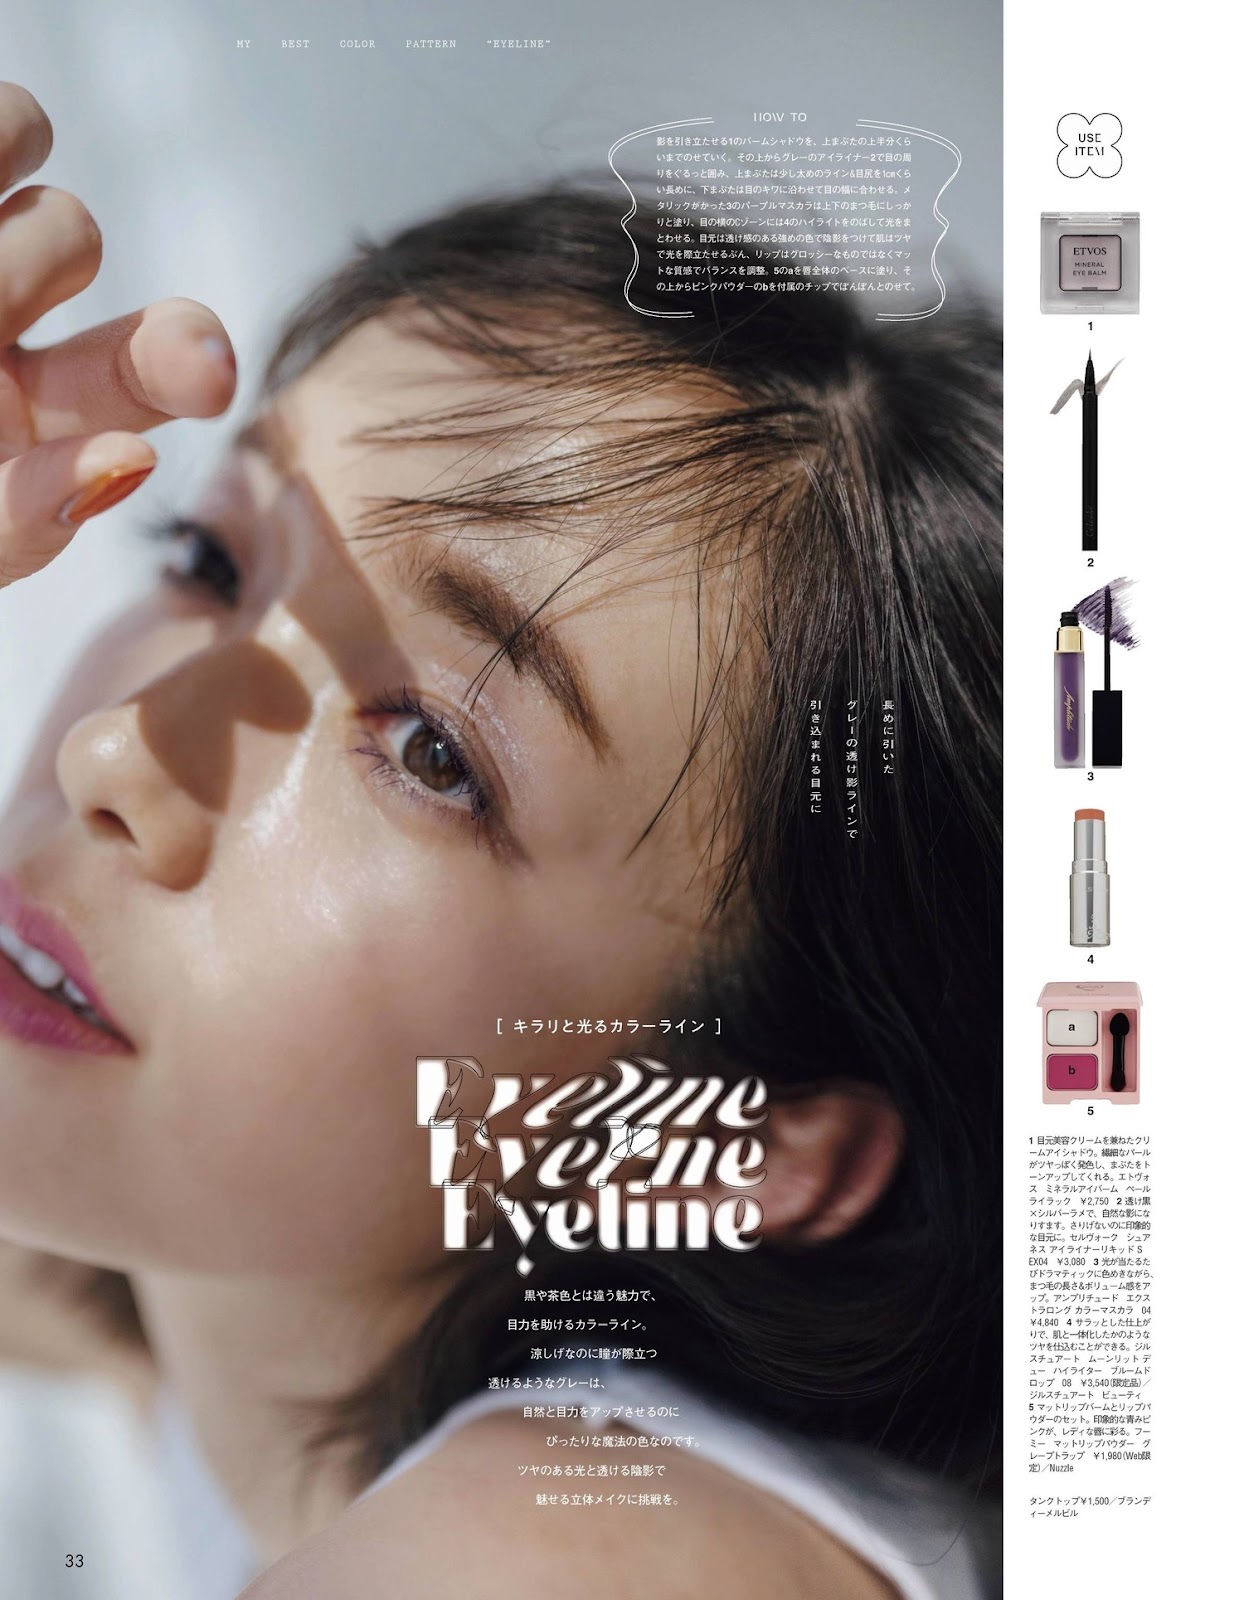 MY BEST COLOR PATTERN “EYELINE”
HOW TO
影を引き立たせる1のバームシャドウを、上まぶたの上半分くら
いまでのせていく。その上からグレーのアイライナー2で目の周
りをぐるっと囲み、上まぶたは少し太めのライン&目尻を1cmくら
い長めに、下まぶたは目のキワに沿わせて目の幅に合わせる。メ
タリックがかった3のパープルマスカラは上下のまつ毛にしっか
りと塗り、目の横のCゾーンには4のハイライトをのばして光をま
とわせる。目元は透け感のある強めの色で陰影をつけて肌はツヤ
で光を際立たせるぶん、リップはグロッシーなものではなくマッ
トな質感でバランスを調整。5のaを唇全体のベースに塗り、そ
の上からピンクパウダーのbを付属のチップでぽんぽんとのせて。
長めに引いた
グレーの透け影ラインで
引き込まれる目元に
[ キラリと光るカラーライン ]
Eyeline
Eyeline
Eyeline
黒や茶色とは違う魅力で、
目力を助けるカラーライン。
涼しげなのに瞳が際立つ
透けるようなグレーは、
自然と目力をアップさせるのに
ぴったりな魔法の色なのです。
ツヤのある光と透ける陰影で
魅せる立体メイクに挑戦を。
33
USE
ITEM
ETVOS
MINERAL
EYE BALM
1
2
Amplitude
3
4
a
b
5
1 目元美容クリームを兼ねたクリ
ームアイシャドウ。繊細なパール
がツヤっぽく発色し、まぶたをト
ーンアップしてくれる。エトヴォ
ス ミネラルアイバーム ペール
ライラック ¥2,750 2 透け黒
×シルバーラメで、自然な影にな
りすます。さりげないのに印象的
な目元に。セルヴォーク シュア
ネス アイライナーリキッド S
EX04 ¥3,080 3 光が当たるた
びドラマティックに色めきながら、
まつ毛の長さ&ボリューム感をア
ップ。アンプリチュード エクス
トラロング カラーマスカラ 04
¥4,840 4 サラッとした仕上が
りで、肌と一体化したかのような
ツヤを仕込むことができる。ジル
スチュアート ムーンリット デ
ュー ハイライター ブルームド
ロップ 08 ¥3,540(限定品)／
ジルスチュアート ビューティ
5 マットリップバームとリップパ
ウダーのセット。印象的な青みピ
ンクが、レディな唇に彩る。フー
ミー マットリップパウダー グ
レープトラップ ¥1,980(Web限
定)／Nuzzle
タンクトップ¥1,500／ブランデ
ィーメルビル